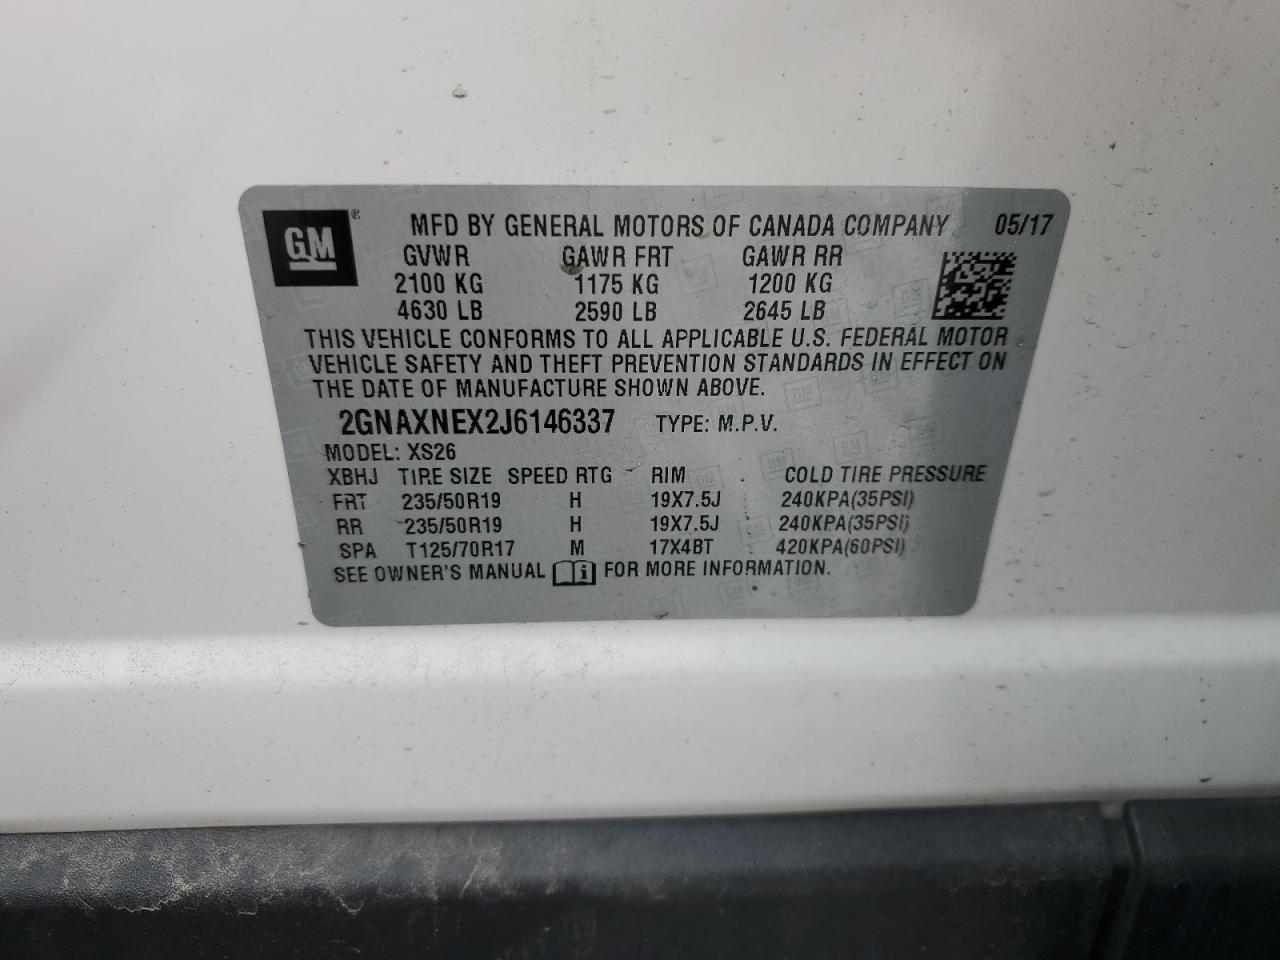 GM ® MFD BY GENERAL MOTORS OF CANADA COMPANY 05/17
GVWR GAWR FRT GAWR RR
2100 KG 1175 KG 1200 KG
4630 LB 2590 LB 2645 LB
THIS VEHICLE CONFORMS TO ALL APPLICABLE U.S. FEDERAL MOTOR
VEHICLE SAFETY AND THEFT PREVENTION STANDARDS IN EFFECT ON
THE DATE OF MANUFACTURE SHOWN ABOVE.
2GNAXNEX2J6146337 TYPE: M.P.V.
MODEL: XS26
XBHJ TIRE SIZE SPEED RTG RIM COLD TIRE PRESSURE
FRT 235/50R19 H 19X7.5J 240KPA(35PSI)
RR 235/50R19 H 19X7.5J 240KPA(35PSI)
SPA T125/70R17 M 17X4BT 420KPA(60PSI)
SEE OWNER'S MANUAL i FOR MORE INFORMATION.